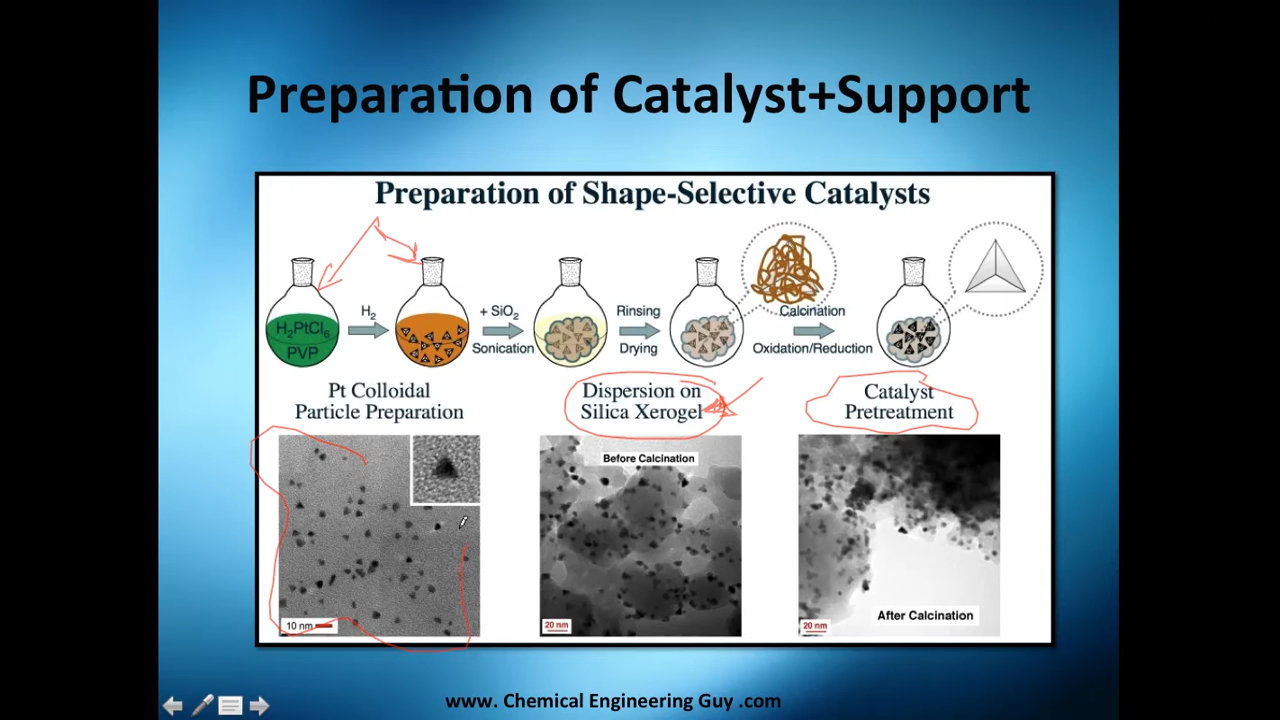 Preparation of Catalyst+Support
Preparation of Shape-Selective Catalysts
H₂PtCl₆
PVP
H₂
+ SiO₂
Sonication
Rinsing
Drying
Calcination
Oxidation/Reduction
Pt Colloidal
Particle Preparation
Dispersion on
Silica Xerogel
Catalyst
Pretreatment
10 nm
Before Calcination
20 nm
After Calcination
20 nm
www. Chemical Engineering Guy .com